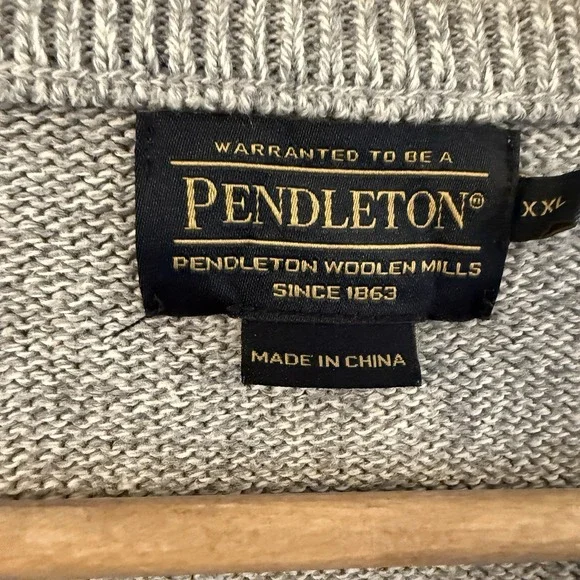 WARRANTED TO BE A
PENDLETON®
XXL
PENDLETON WOOLEN MILLS
SINCE 1863
MADE IN CHINA